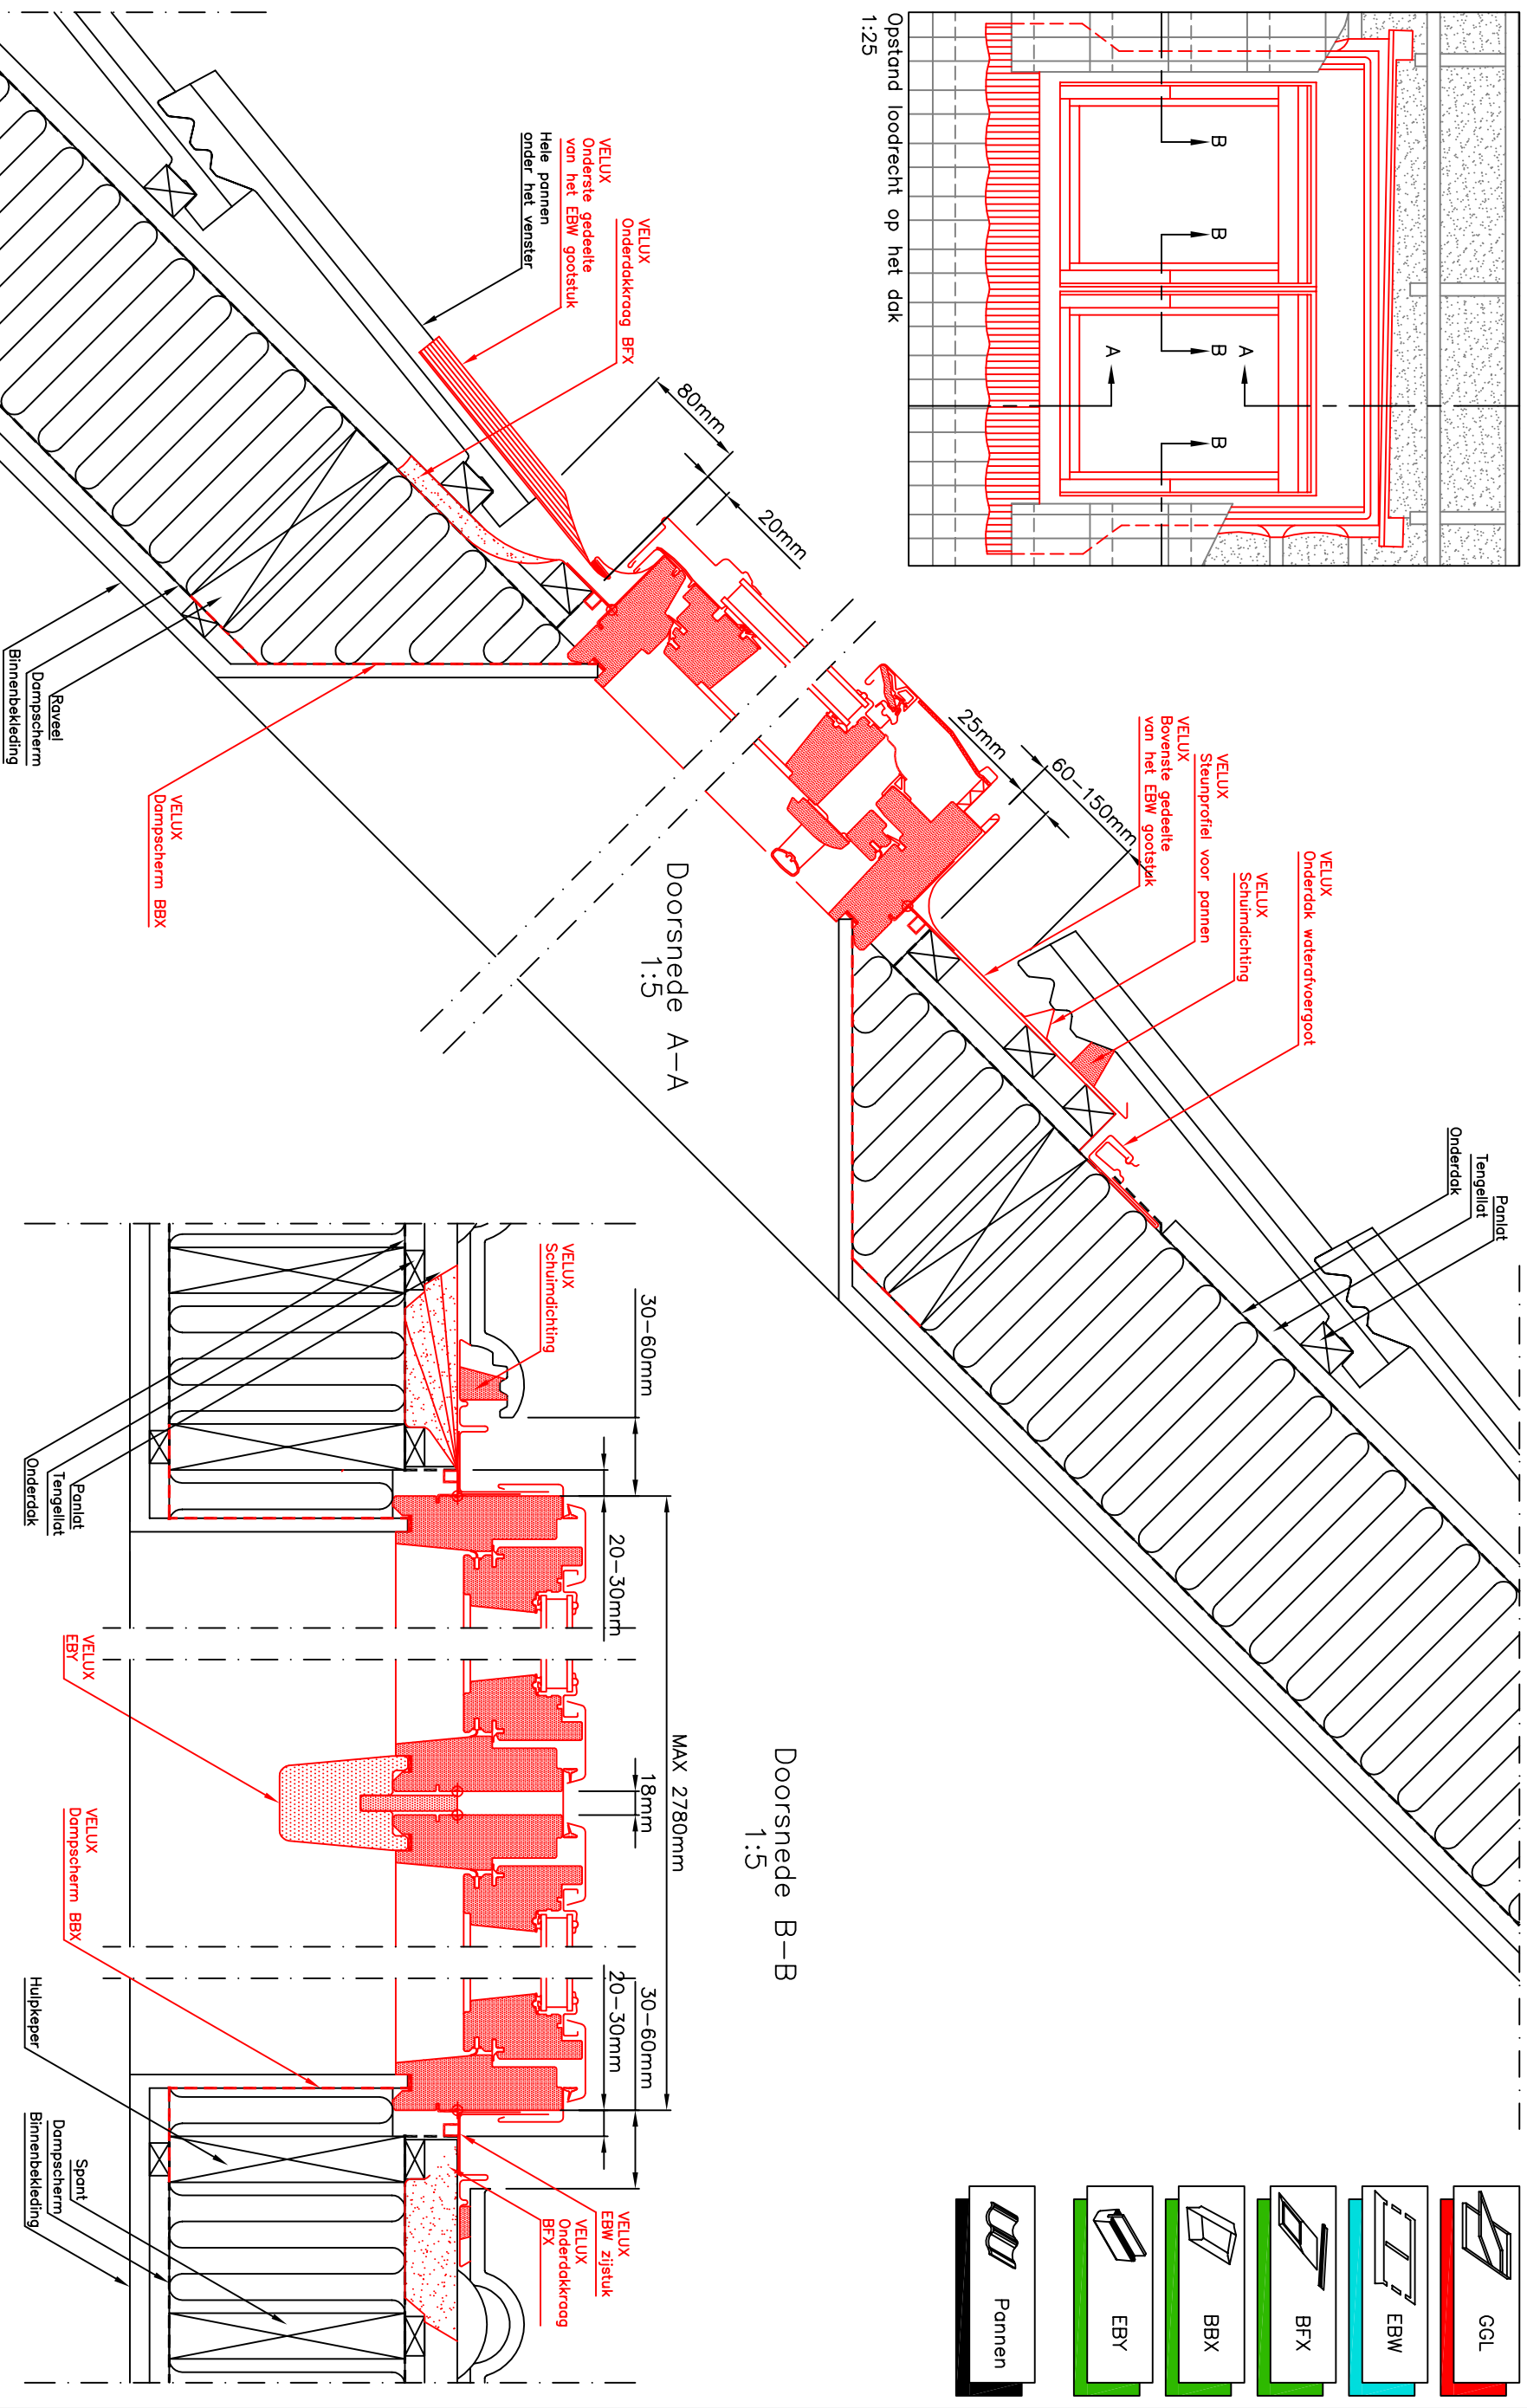 Opstand loodrecht op het dak
1:25
B
B
B
B
A
A
VELUX
Onderdakkraag BFX
VELUX
Onderste gedeelte
van het EBW gootstuk
Hele pannen
onder het venster
80mm
20mm
25mm
60-150mm
VELUX
Onderdak waterafvoergoot
VELUX
Schuimdichting
VELUX
Steunprofiel voor pannen
VELUX
Bovenste gedeelte
van het EBW gootstuk
Panlat
Tengellat
Onderdak
Raveel
Dampscherm
Binnenbekleding
VELUX
Dampscherm BBX
Doorsnede A-A
1:5
Doorsnede B-B
1:5
MAX 2780mm
30-60mm
20-30mm
18mm
30-60mm
20-30mm
VELUX
Schuimdichting
Panlat
Tengellat
Onderdak
VELUX
EBY
VELUX
Dampscherm BBX
VELUX
EBW zijstuk
VELUX
Onderdakkraag
BFX
Hulpkeper
Spant
Dampscherm
Binnenbekleding
GGL
EBW
BFX
BBX
EBY
Pannen